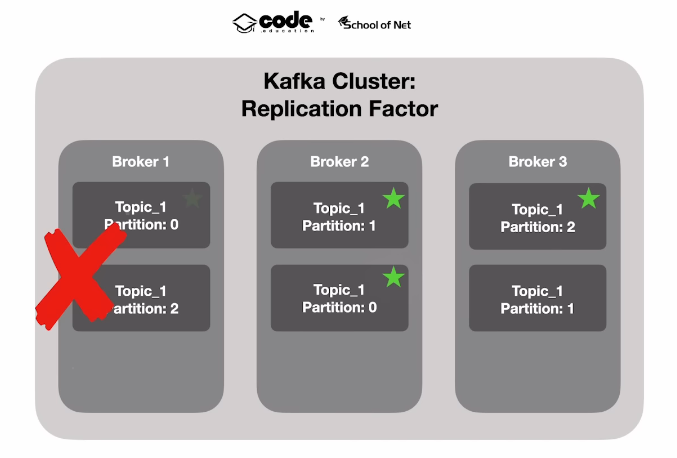 code by School of Net
.education
Kafka Cluster:
Replication Factor
Broker 1
Topic_1
Partition: 0
Topic_1
artition: 2
Broker 2
Topic_1
Partition: 1
Topic_1
Partition: 0
Broker 3
Topic_1
Partition: 2
Topic_1
Partition: 1